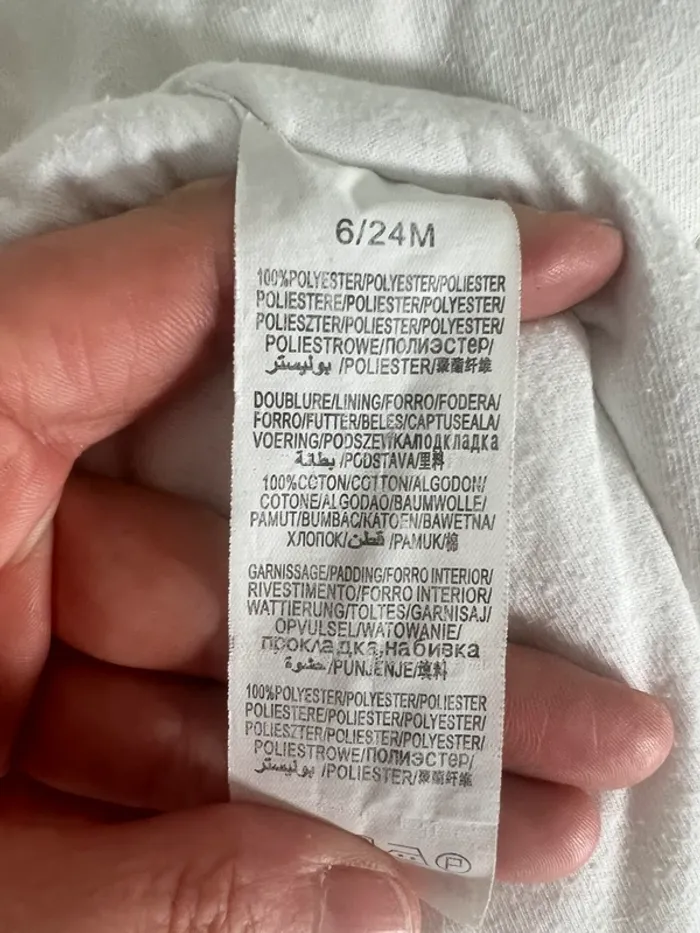 6/24M
100%POLYESTER/POLYESTER/POLIESTER
POLIESTERE/POLIESTER/POLYESTER/
POLIESZTER/POLIESTER/POLYESTER/
POLIESTROWE/ПОЛИЭСТЕР/
بوليستر /POLIESTER/聚酯纤维
DOUBLURE/LINING/FORRO/FODERA/
FORRO/FUTTER/BELES/CAPTUSEALA/
VOERING/PODSZEWKA/ПОДКЛАДКА
بطانة /PODSTAVA/里料
100%COTON/COTTON/ALGODON/
COTONE/ALGODAO/BAUMWOLLE/
PAMUT/BUMBAC/KATOEN/BAWETNA/
ХЛОПОК/قطن /PAMUK/棉
GARNISSAGE/PADDING/FORRO INTERIOR/
RIVESTIMENTO/FORRO INTERIOR/
WATTIERUNG/TOLTES/GARNISAJ/
OPVULSEL/WATOWANIE/
прокладка,набивка
حشوة /PUNJENJE/填料
100%POLYESTER/POLYESTER/POLIESTER
POLIESTERE/POLIESTER/POLYESTER/
POLIESZTER/POLIESTER/POLYESTER/
POLIESTROWE/ПОЛИЭСТЕР/
بوليستر /POLIESTER/聚酯纤维
P